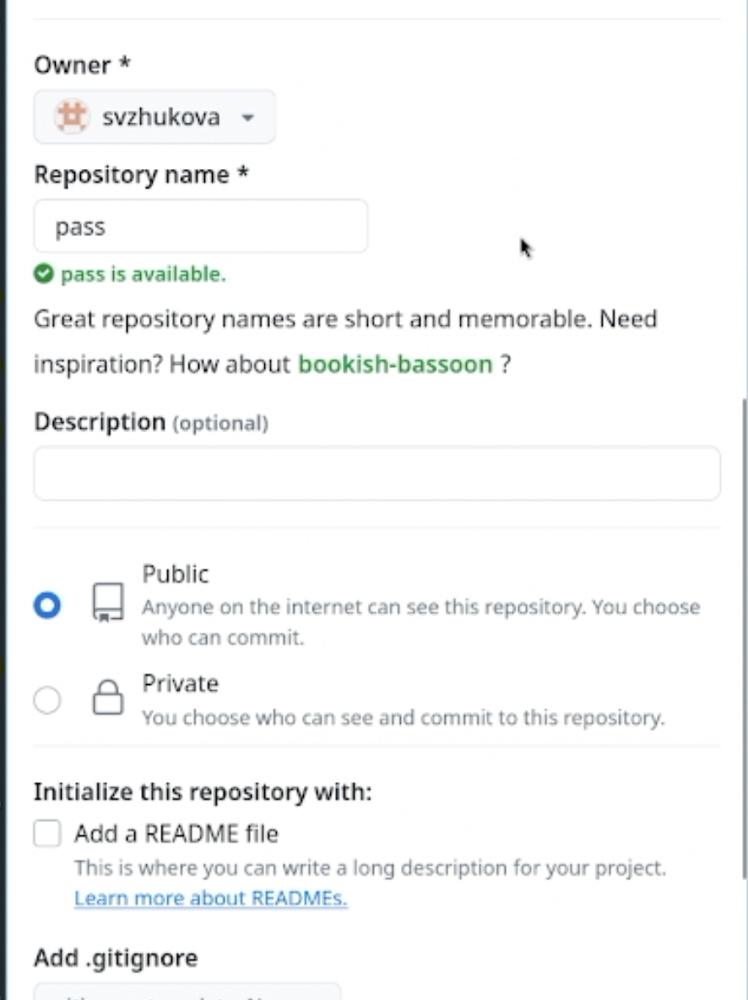 Owner *
svzhukova
Repository name *
pass
pass is available.
Great repository names are short and memorable. Need
inspiration? How about bookish-bassoon ?
Description (optional)
Public
Anyone on the internet can see this repository. You choose
who can commit.
Private
You choose who can see and commit to this repository.
Initialize this repository with:
Add a README file
This is where you can write a long description for your project.
Learn more about READMEs.
Add .gitignore